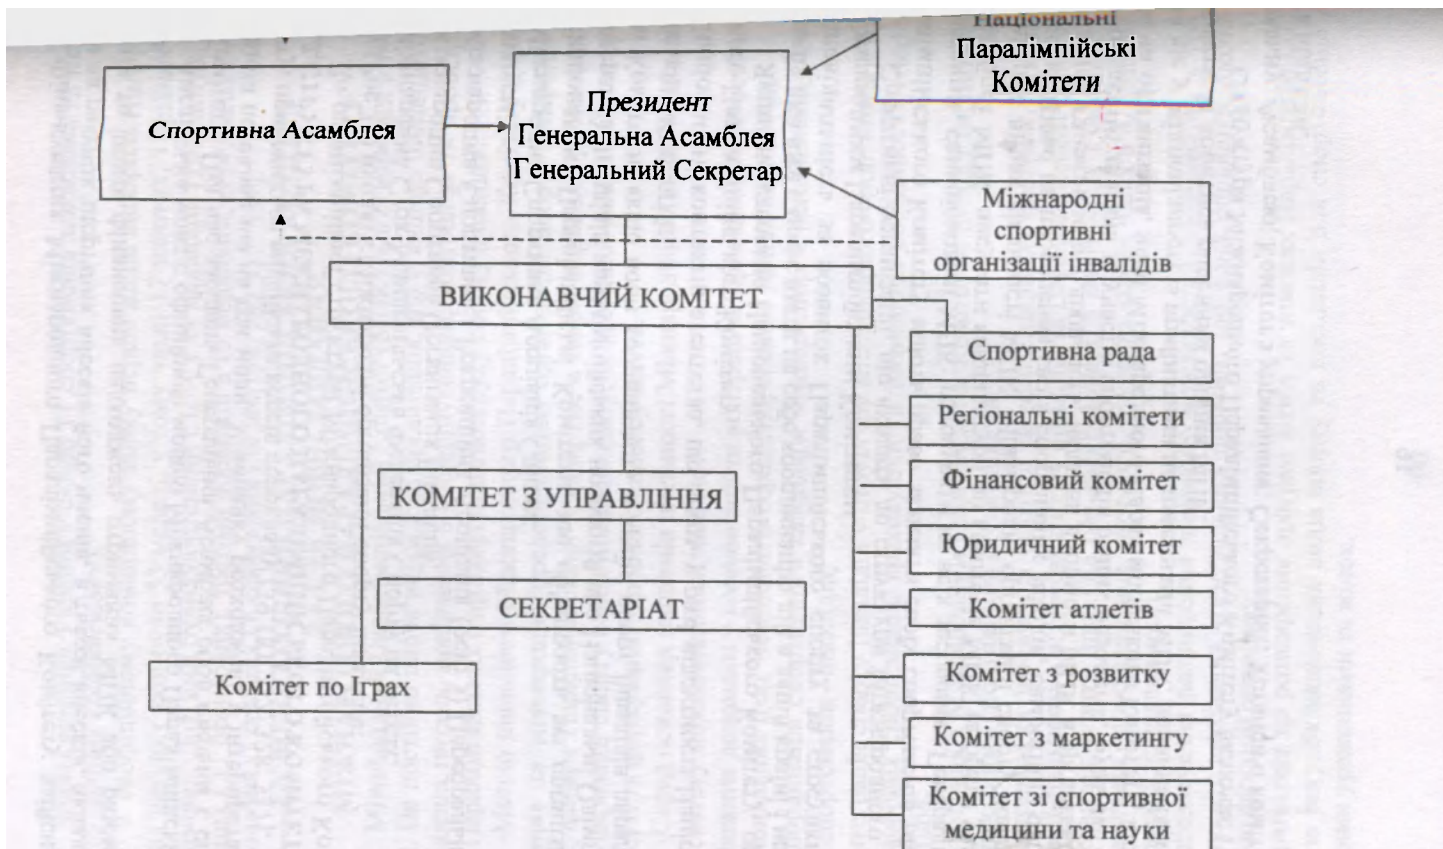 Національні
Паралімпійські
Комітети
Спортивна Асамблея
Президент
Генеральна Асамблея
Генеральний Секретар
Міжнародні
спортивні
організації інвалідів
ВИКОНАВЧИЙ КОМІТЕТ
Спортивна рада
Регіональні комітети
Фінансовий комітет
КОМІТЕТ З УПРАВЛІННЯ
Юридичний комітет
СЕКРЕТАРІАТ
Комітет атлетів
Комітет по Іграх
Комітет з розвитку
Комітет з маркетингу
Комітет зі спортивної
медицини та науки